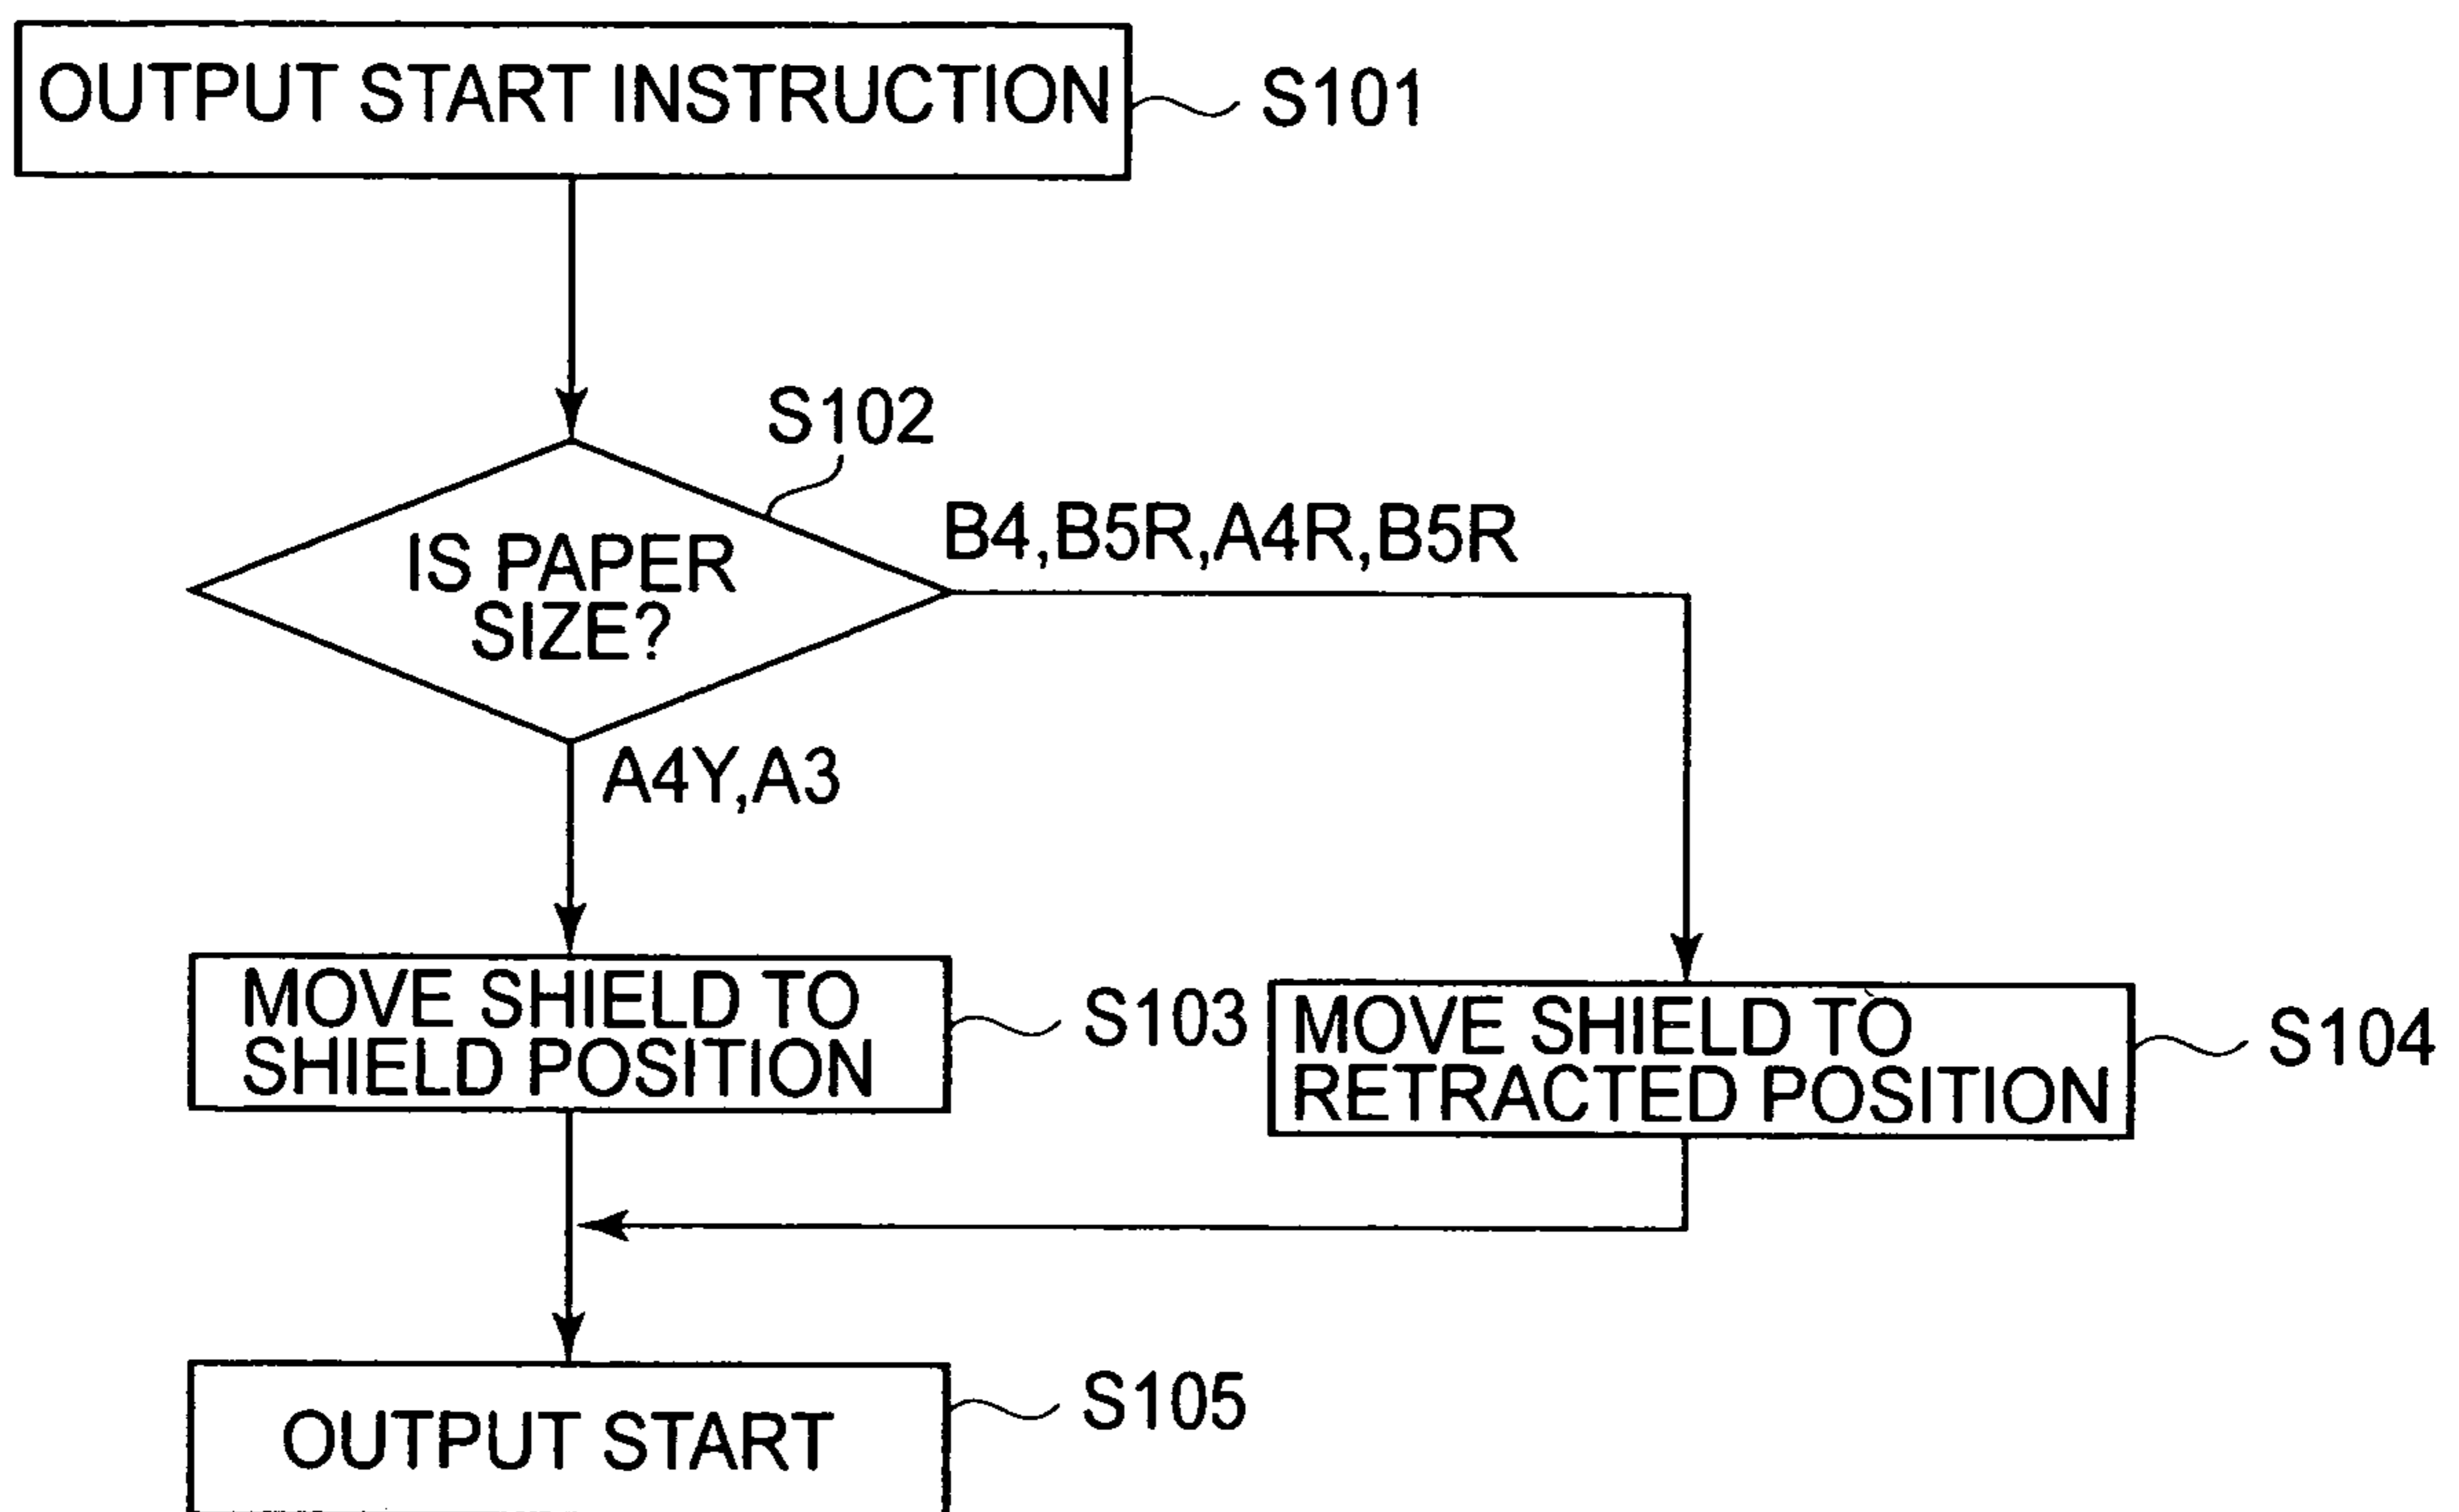 OUTPUT START INSTRUCTION
S101
S102
IS PAPER
SIZE?
B4,B5R,A4R,B5R
A4Y,A3
MOVE SHIELD TO
SHIELD POSITION
S103
MOVE SHIELD TO
RETRACTED POSITION
S104
OUTPUT START
S105